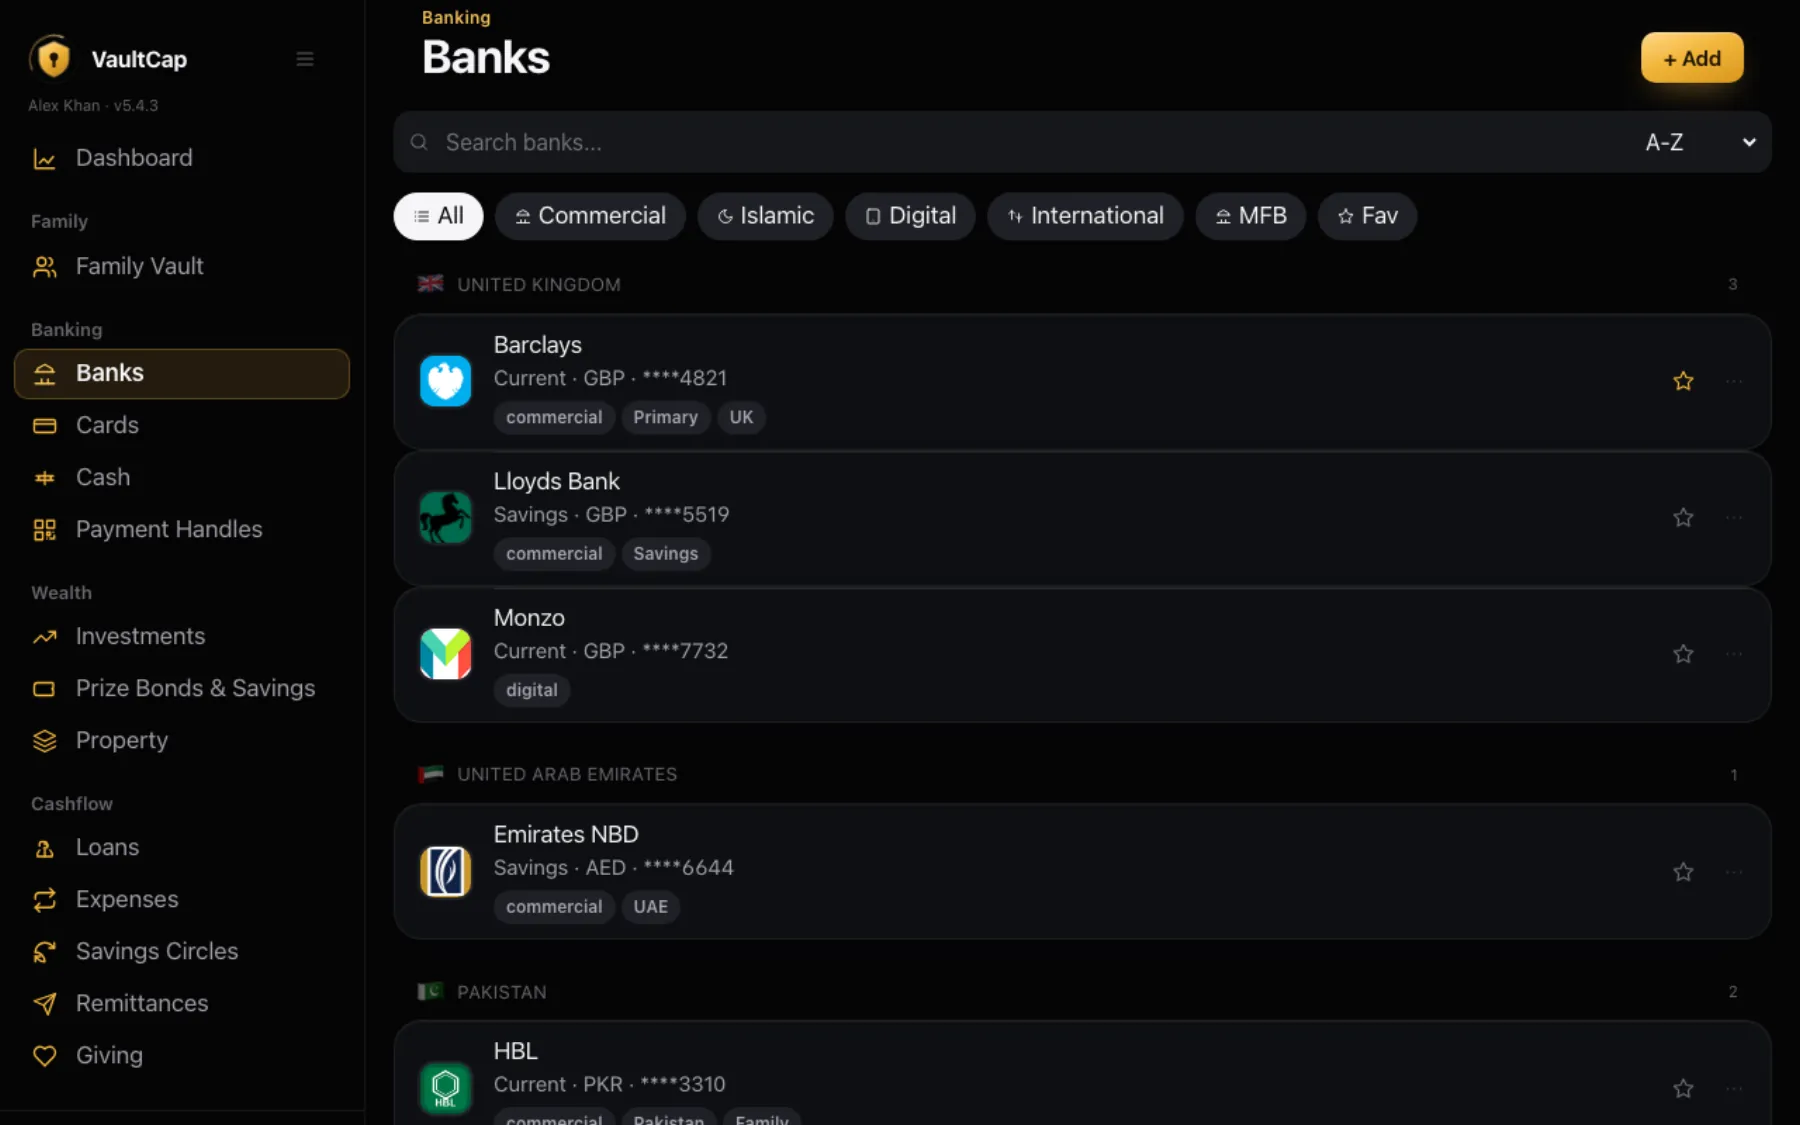 VaultCap
Alex Khan · v5.4.3
Dashboard
Family
Family Vault
Banking
Banks
Cards
Cash
Payment Handles
Wealth
Investments
Prize Bonds & Savings
Property
Cashflow
Loans
Expenses
Savings Circles
Remittances
Giving
Banking
Banks
+ Add
Search banks...
A-Z
All
Commercial
Islamic
Digital
International
MFB
Fav
UNITED KINGDOM 3
Barclays
Current · GBP · ****4821
commercial Primary UK
Lloyds Bank
Savings · GBP · ****5519
commercial Savings
Monzo
Current · GBP · ****7732
digital
UNITED ARAB EMIRATES 1
Emirates NBD
Savings · AED · ****6644
commercial UAE
PAKISTAN 2
HBL
HBL
Current · PKR · ****3310
commercial Pakistan Family